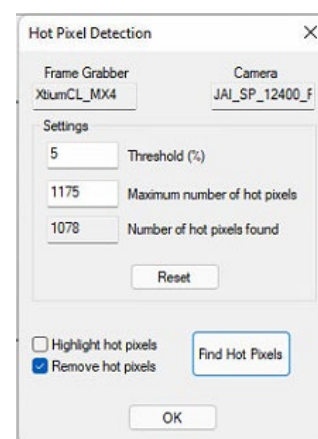 Hot Pixel Detection
Frame Grabber Camera
XtiumCL_MX4 JAI_SP_12400_F
Settings
5 Threshold (%)
1175 Maximum number of hot pixels
1078 Number of hot pixels found
Reset
Highlight hot pixels
Remove hot pixels
Find Hot Pixels
OK